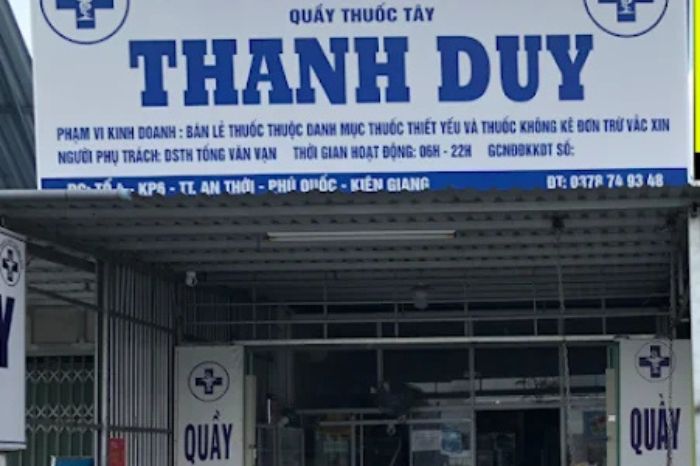 QUẦY THUỐC TÂY
THANH DUY
PHẠM VI KINH DOANH : BÁN LẺ THUỐC THUỘC DANH MỤC THUỐC THIẾT YẾU VÀ THUỐC KHÔNG KÊ ĐƠN TRỪ VẮC XIN
NGƯỜI PHỤ TRÁCH: DSTH TỐNG VĂN VẠN THỜI GIAN HOẠT ĐỘNG: 06H - 22H GCNĐĐKKDT SỐ:
ĐC: TỔ - KP6 - TT. AN THỚI - PHÚ QUỐC - KIÊN GIANG ĐT: 0378 74 93 48
Y
QUẦY
QUẦY